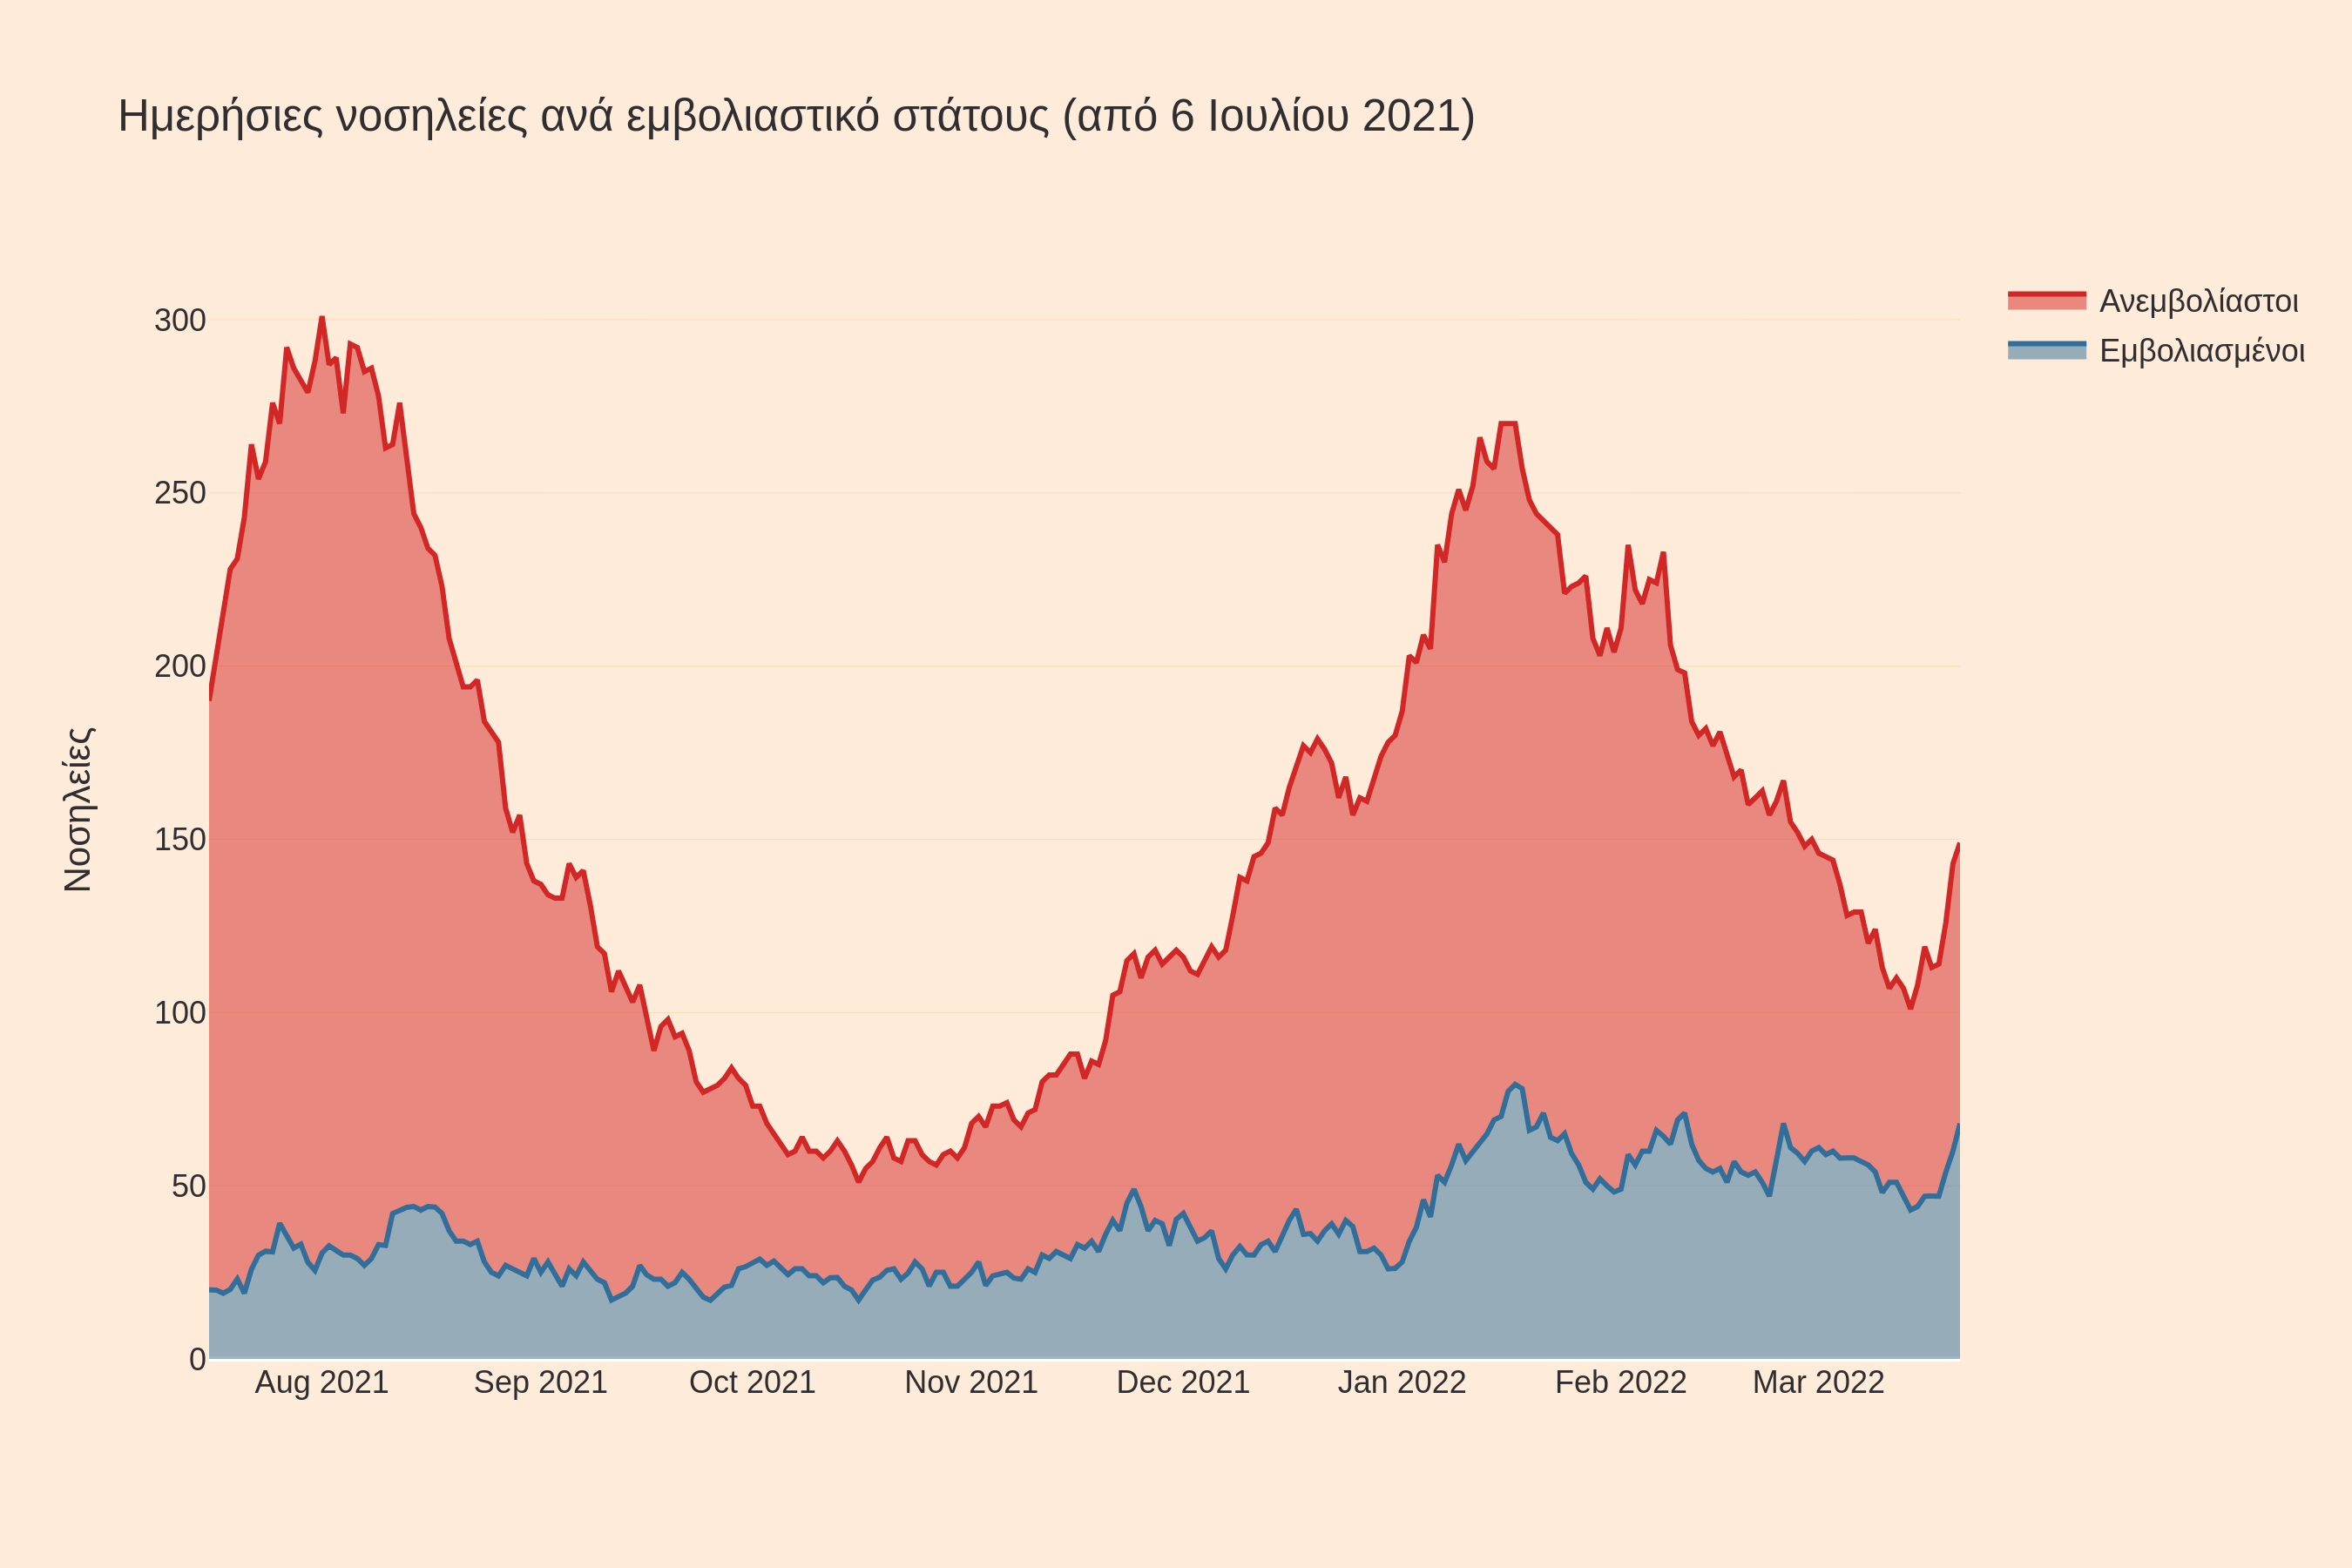 Ημερήσιες νοσηλείες ανά εμβολιαστικό στάτους (από 6 Ιουλίου 2021)
Ανεμβολίαστοι
Εμβολιασμένοι
Νοσηλείες
300
250
200
150
100
50
0
Aug 2021
Sep 2021
Oct 2021
Nov 2021
Dec 2021
Jan 2022
Feb 2022
Mar 2022